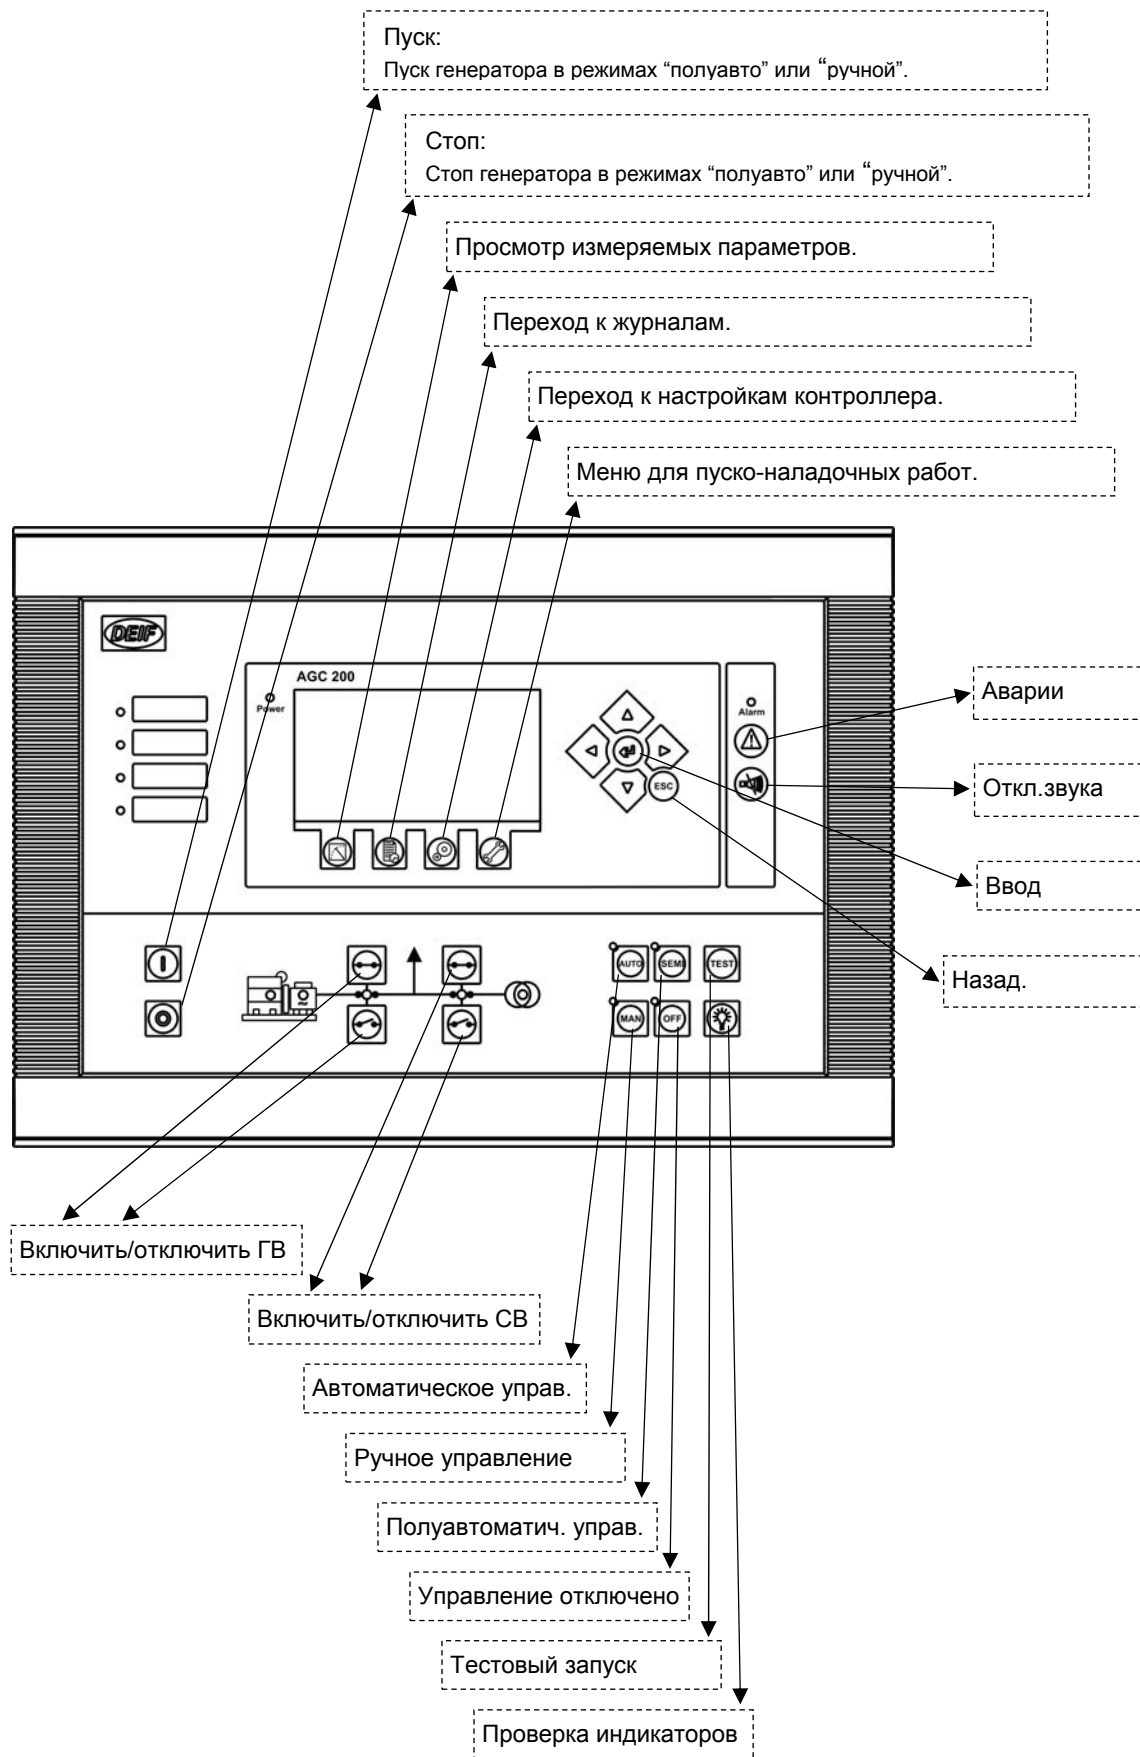 Пуск:
Пуск генератора в режимах “полуавто” или “ручной”.
Стоп:
Стоп генератора в режимах “полуавто” или “ручной”.
Просмотр измеряемых параметров.
Переход к журналам.
Переход к настройкам контроллера.
Меню для пуско-наладочных работ.
DEIF
AGC 200
Power
Alarm
ESC
Аварии
Откл.звука
Ввод
Назад.
AUTO
SEMI
TEST
MAN
OFF
Включить/отключить ГВ
Включить/отключить СВ
Автоматическое управ.
Ручное управление
Полуавтоматич. управ.
Управление отключено
Тестовый запуск
Проверка индикаторов